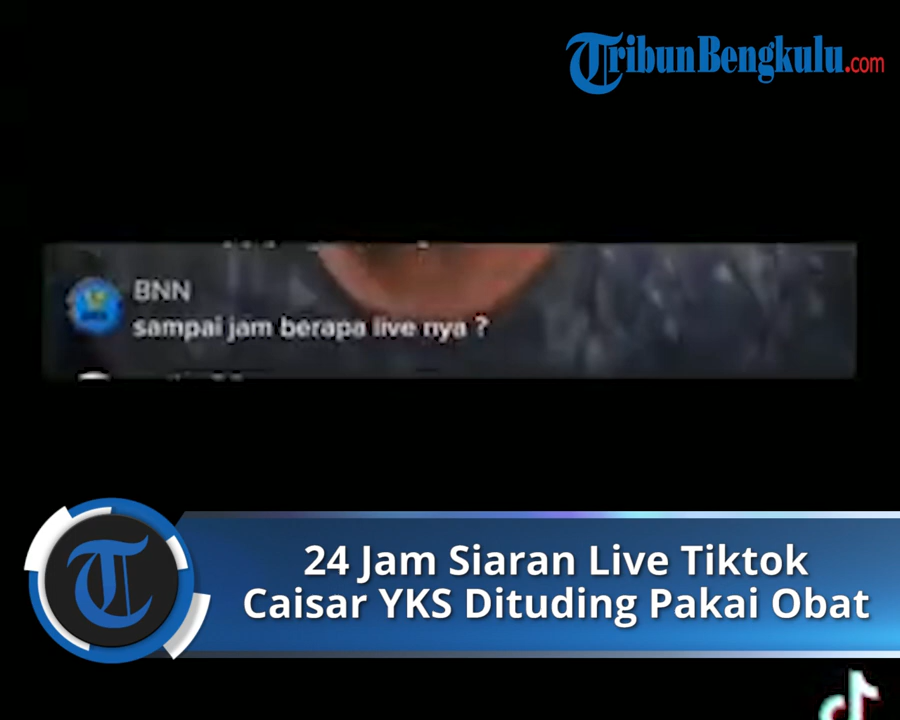 TribunBengkulu.com
BNN
sampai jam berapa live nya ?
24 Jam Siaran Live Tiktok
Caisar YKS Dituding Pakai Obat